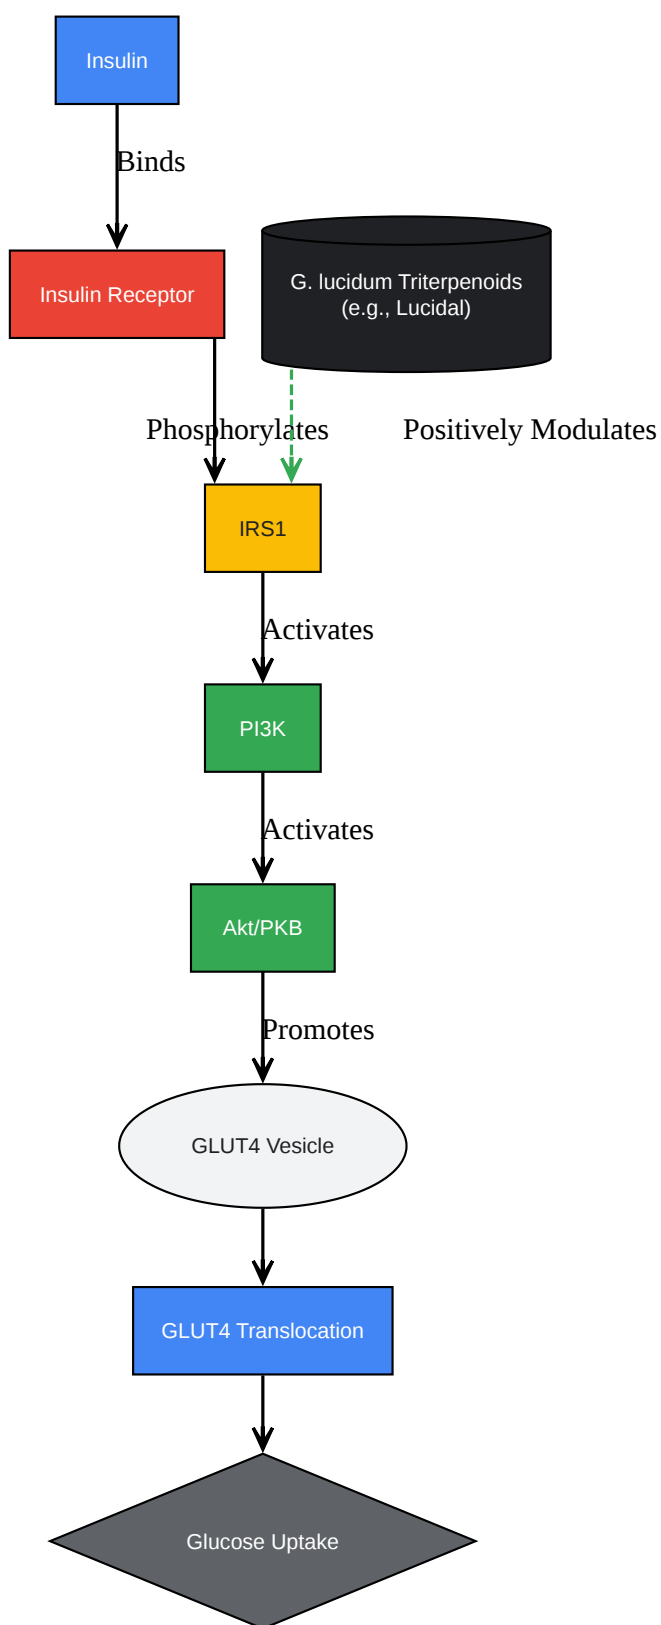 Insulin
Binds
Insulin Receptor
G. lucidum Triterpenoids
(e.g., Lucidal)
Phosphorylates
Positively Modulates
IRS1
Activates
PI3K
Activates
Akt/PKB
Promotes
GLUT4 Vesicle
GLUT4 Translocation
Glucose Uptake